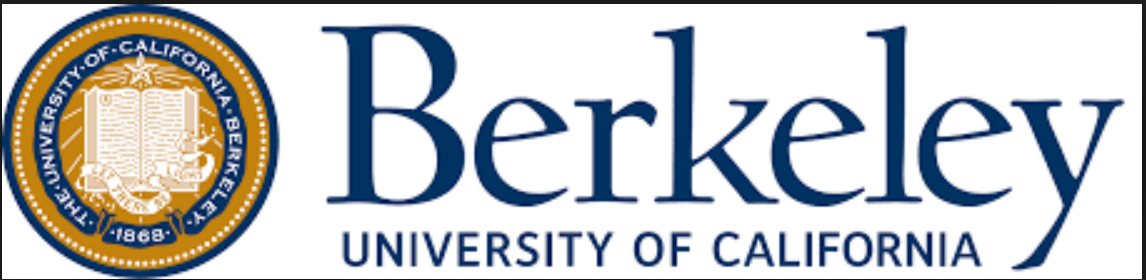 THE·UNIVERSITY·OF·CALIFORNIA·BERKELEY·
·1868·
Berkeley
UNIVERSITY OF CALIFORNIA